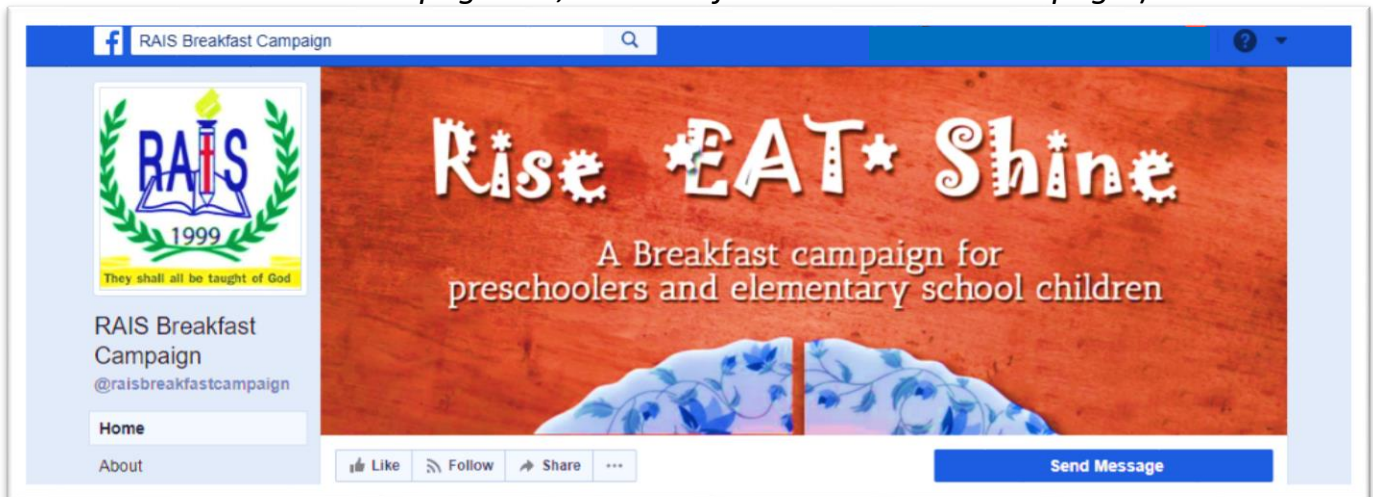 RAIS Breakfast Campaign
RAIS
1999
They shall all be taught of God
Rise *EAT* Shine
A Breakfast campaign for
preschoolers and elementary school children
RAIS Breakfast
Campaign
@raisbreakfastcampaign
Home
About
Like Follow Share ...
Send Message